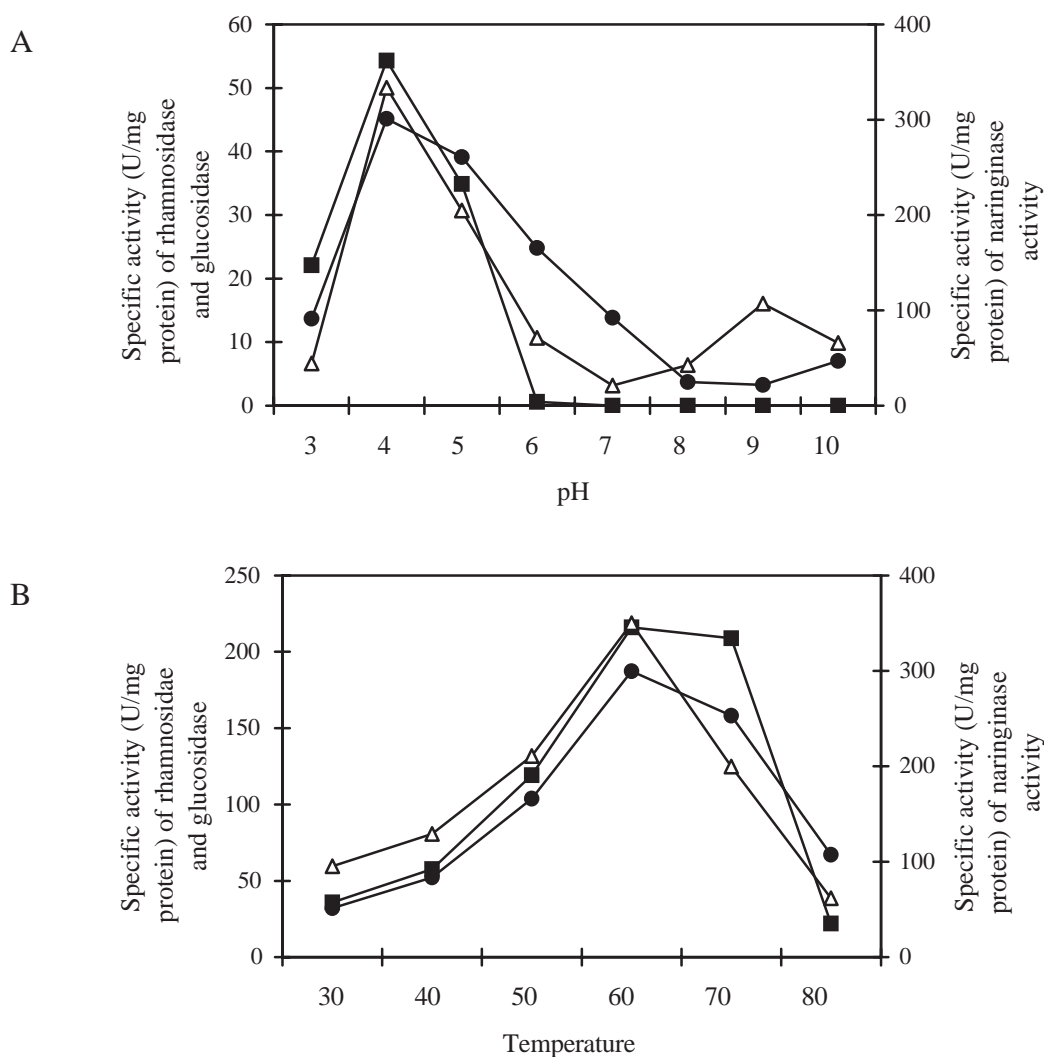 A
Specific activity (U/mg
protein) of rhamnosidase
and glucosidase
60
50
40
30
20
10
0
400
300
200
100
0
Specific activity (U/mg
protein) of naringinase
activity
3 4 5 6 7 8 9 10
pH
B
Specific activity (U/mg
protein) of rhamnosidae
and glucosidase
250
200
150
100
50
0
400
300
200
100
0
Specific activity (U/mg
protein) of naringinase
activity
30 40 50 60 70 80
Temperature